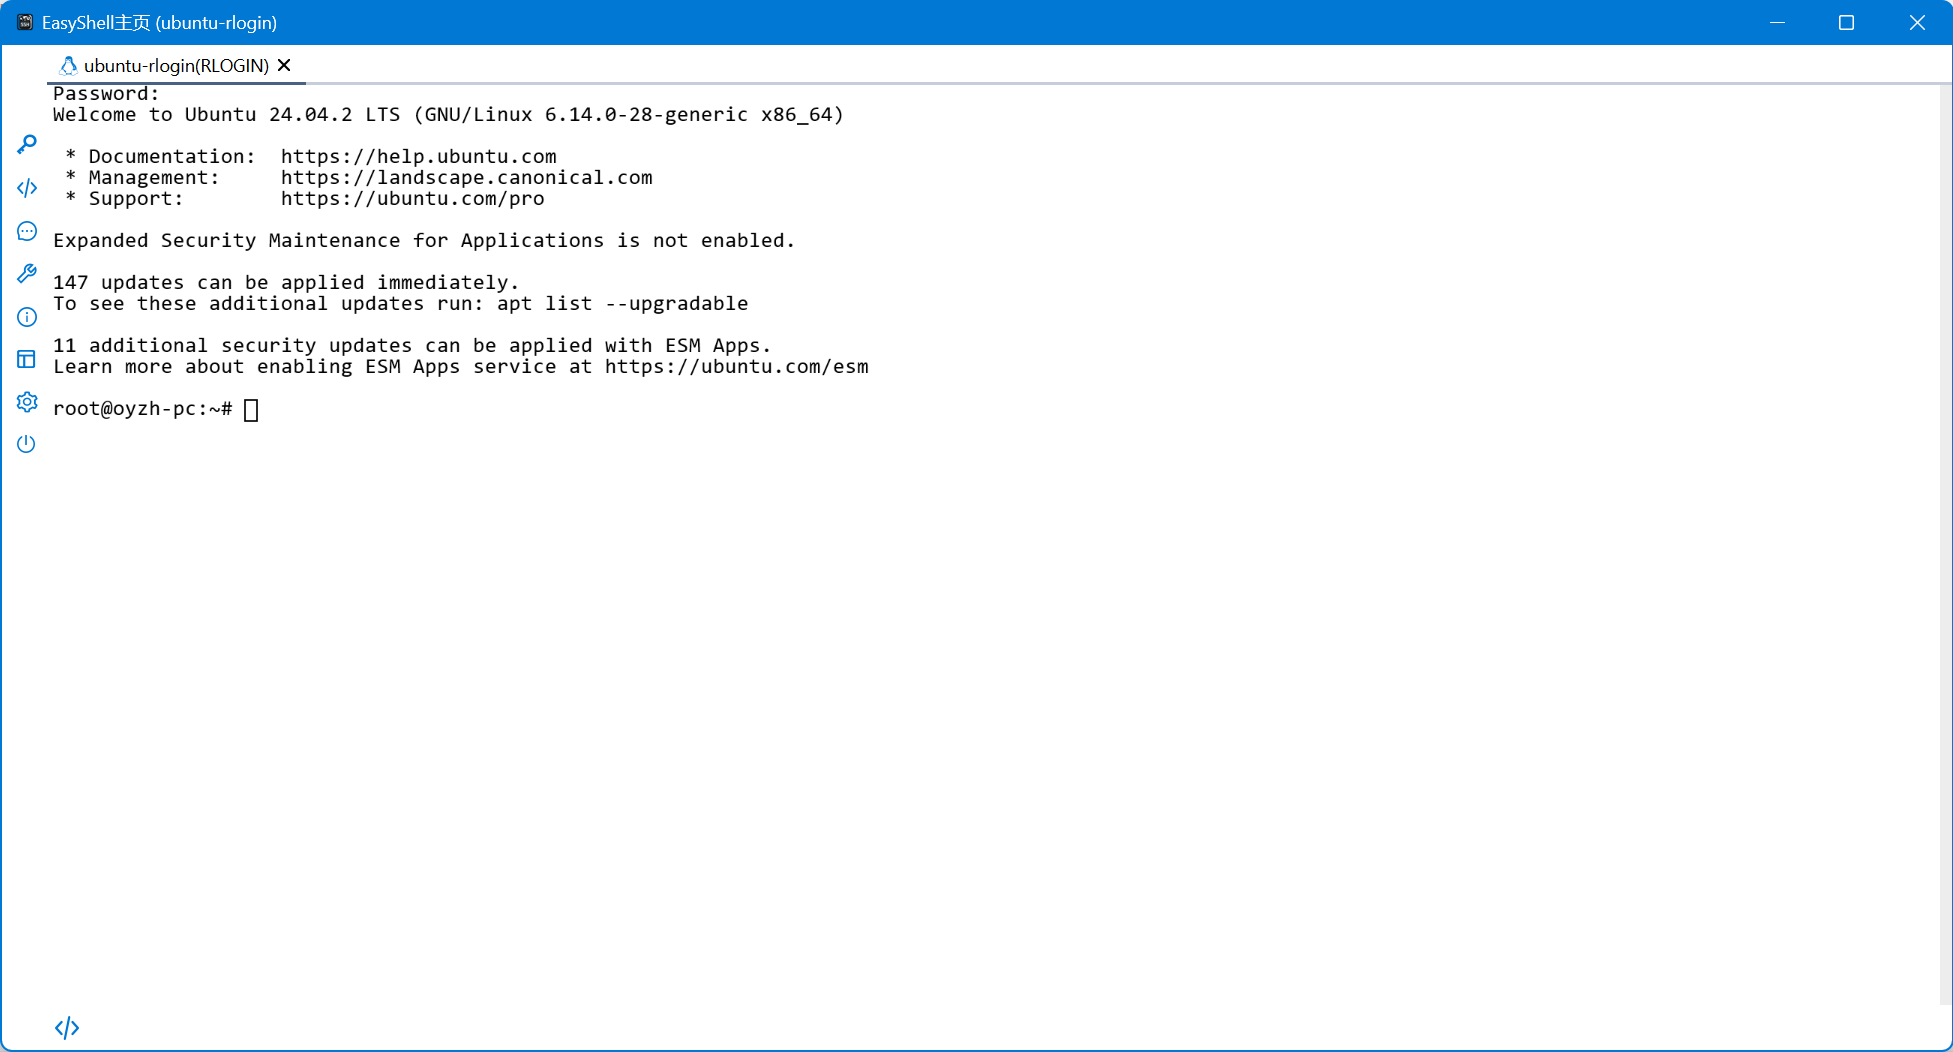 EasyShell主页 (ubuntu-rlogin)
ubuntu-rlogin(RLOGIN)
Password:
Welcome to Ubuntu 24.04.2 LTS (GNU/Linux 6.14.0-28-generic x86_64)
* Documentation:  https://help.ubuntu.com
* Management:     https://landscape.canonical.com
* Support:        https://ubuntu.com/pro
Expanded Security Maintenance for Applications is not enabled.
147 updates can be applied immediately.
To see these additional updates run: apt list --upgradable
11 additional security updates can be applied with ESM Apps.
Learn more about enabling ESM Apps service at https://ubuntu.com/esm
root@oyzh-pc:~#